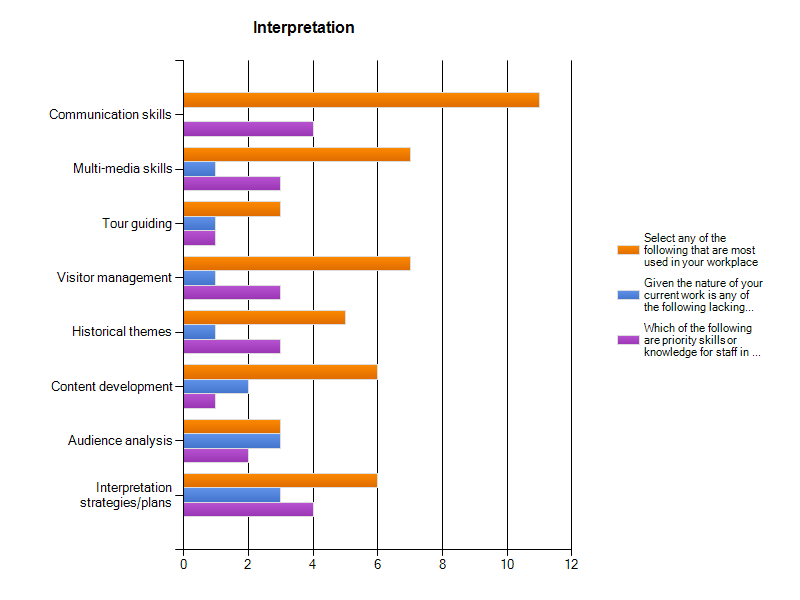 Interpretation
Communication skills
Multi-media skills
Tour guiding
Visitor management
Historical themes
Content development
Audience analysis
Interpretation
strategies/plans
0 2 4 6 8 10 12
Select any of the
following that are most
used in your workplace
Given the nature of your
current work is any of
the following lacking...
Which of the following
are priority skills or
knowledge for staff in ...